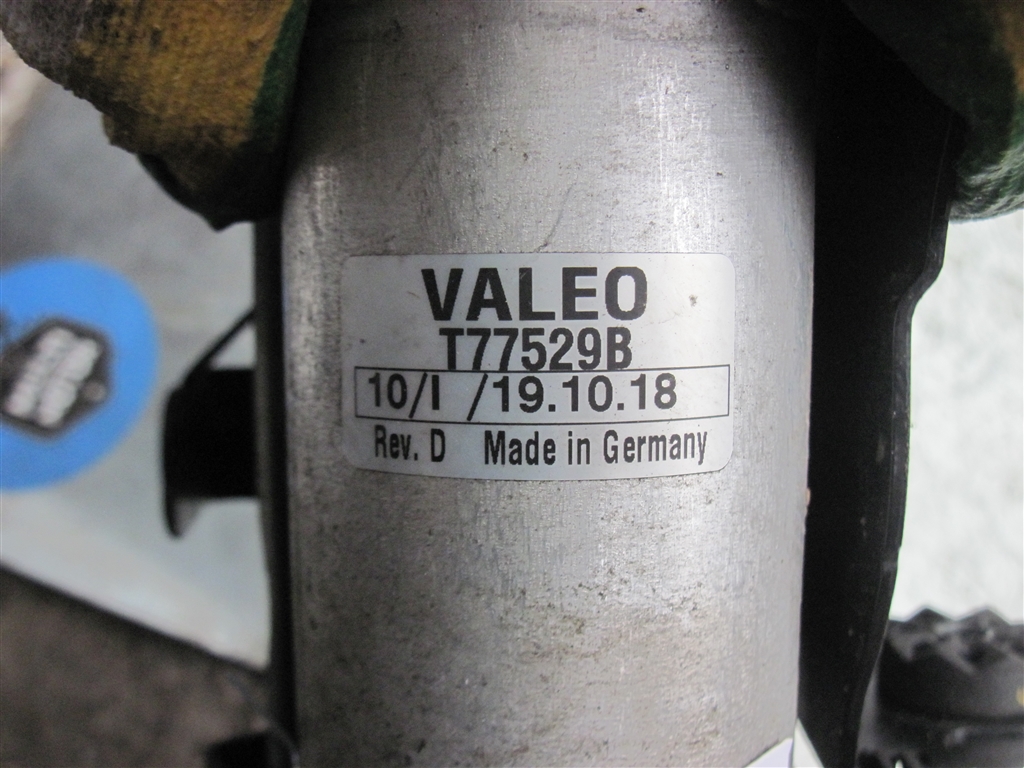 VALEO
T77529B
10/I /19.10.18
Rev. D Made in Germany